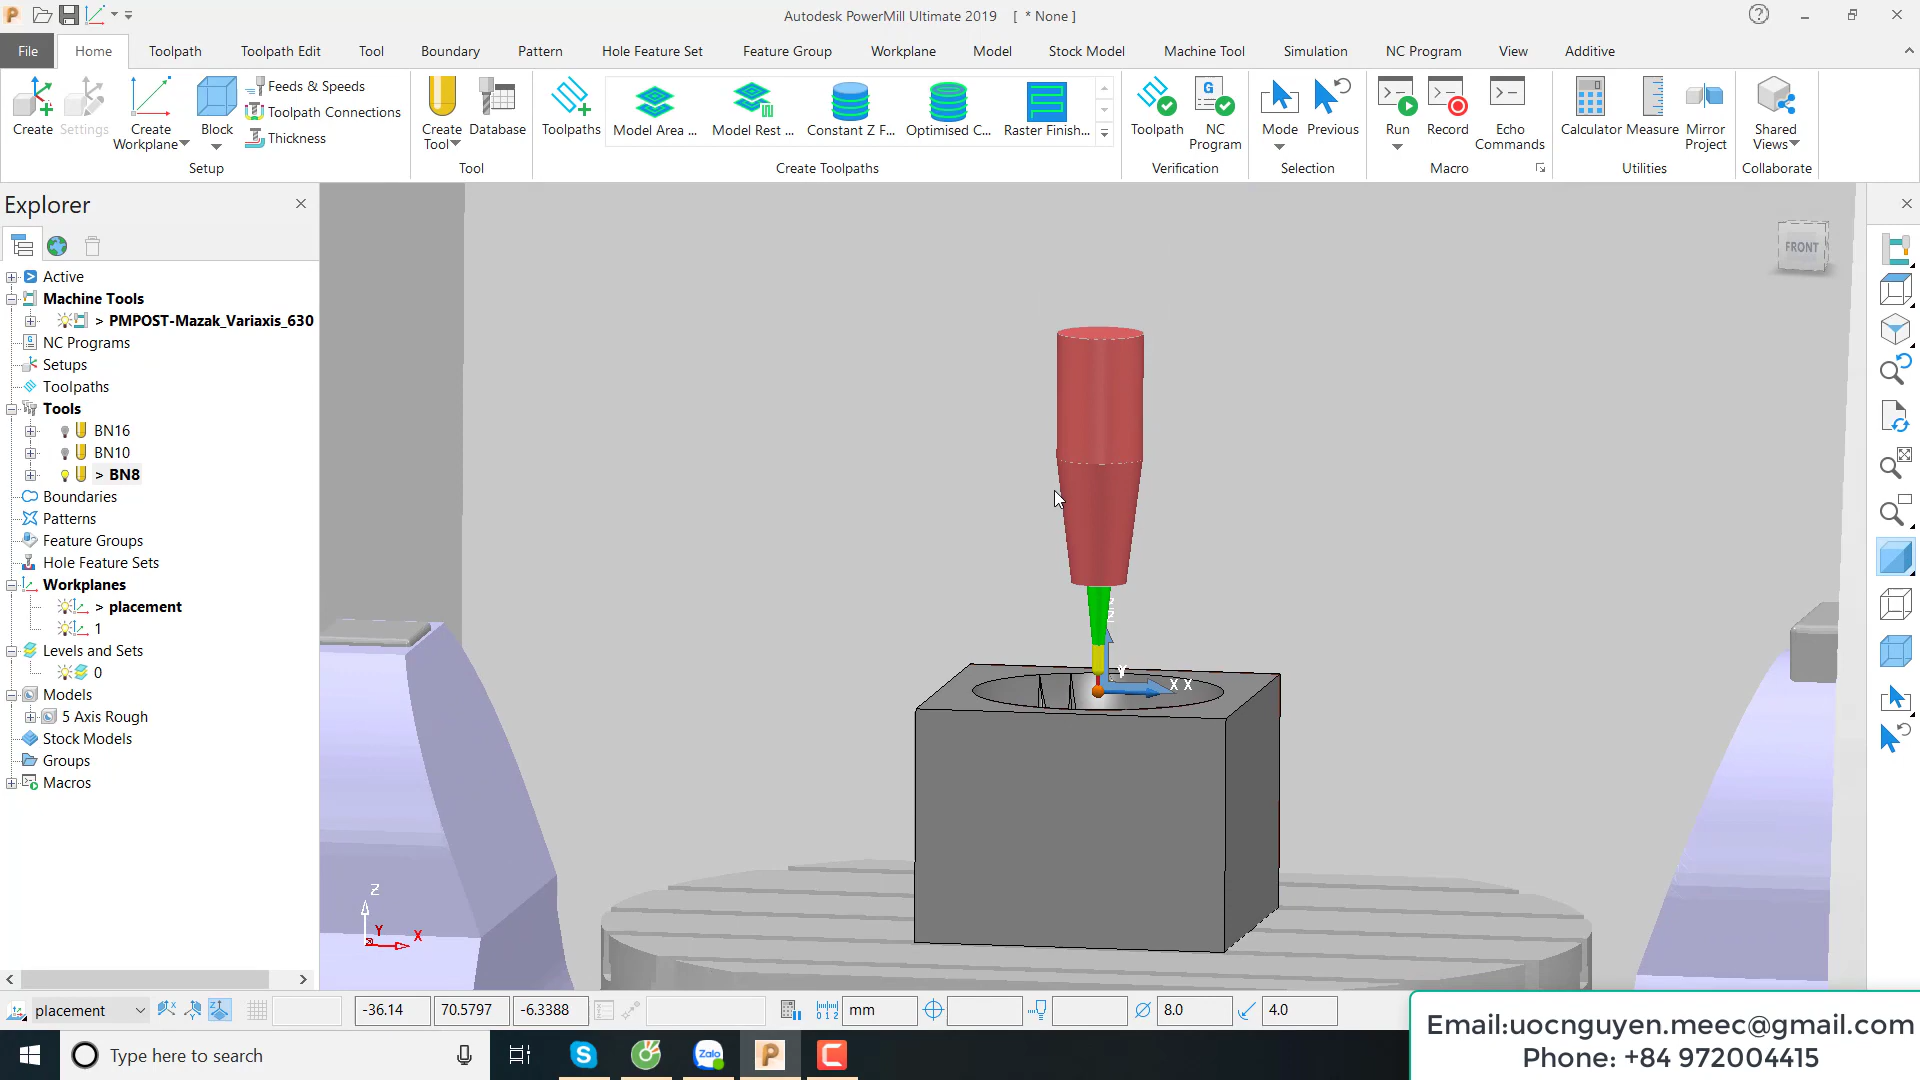 Autodesk PowerMill Ultimate 2019 [ * None ]
File Home Toolpath Toolpath Edit Tool Boundary Pattern Hole Feature Set Feature Group Workplane Model Stock Model Machine Tool Simulation NC Program View Additive
Create
Settings
Create Workplane
Block
Feeds & Speeds
Toolpath Connections
Thickness
Setup
Create Tool
Database
Tool
Toolpaths
Model Area ...
Model Rest ...
Constant Z F...
Optimised C...
Raster Finish...
Create Toolpaths
Toolpath
NC Program
Verification
Mode
Previous
Selection
Run
Record
Echo Commands
Macro
Calculator
Measure
Mirror Project
Utilities
Shared Views
Collaborate
Explorer
Active
Machine Tools
> PMPOST-Mazak_Variaxis_630
NC Programs
Setups
Toolpaths
Tools
BN16
BN10
> BN8
Boundaries
Patterns
Feature Groups
Hole Feature Sets
Workplanes
> placement
1
Levels and Sets
0
Models
5 Axis Rough
Stock Models
Groups
Macros
FRONT
Y
X X
Z
Y
X
placement -36.14 70.5797 -6.3388 mm 8.0 4.0
Type here to search
Zalo
Email:uocnguyen.meec@gmail.com
Phone: +84 972004415